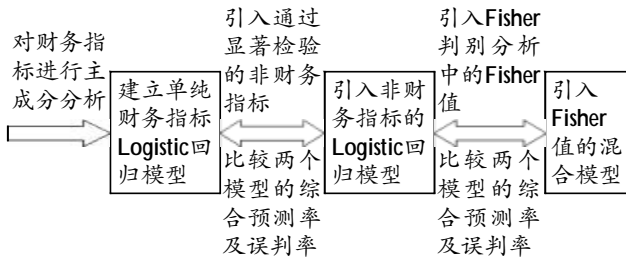 对财务指
标进行主
成分分析
建立单纯
财务指标
Logistic回
归模型
引入通过
显著检验
的非财务
指标
比较两个
模型的综
合预测率
及误判率
引入非财
务指标的
Logistic回
归模型
引入Fisher
判别分析
中的Fisher
值
比较两个
模型的综
合预测率
及误判率
引入
Fisher
值的混
合模型